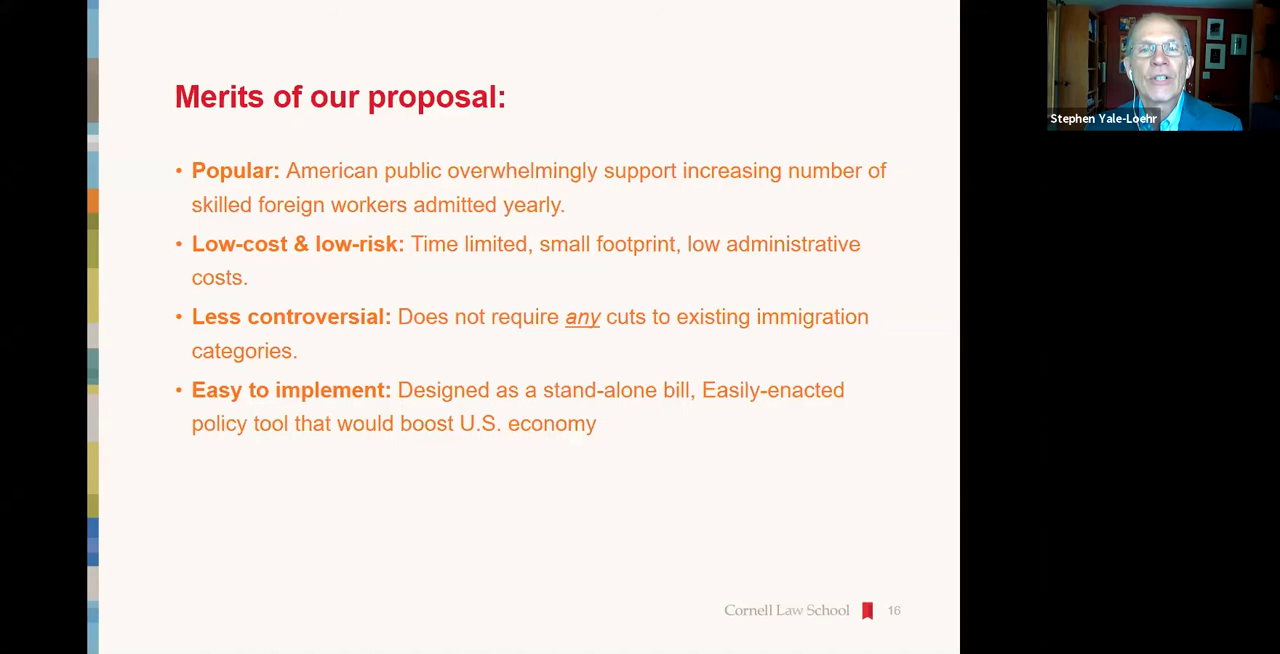 Merits of our proposal:
• Popular: American public overwhelmingly support increasing number of
skilled foreign workers admitted yearly.
• Low-cost & low-risk: Time limited, small footprint, low administrative
costs.
• Less controversial: Does not require any cuts to existing immigration
categories.
• Easy to implement: Designed as a stand-alone bill, Easily-enacted
policy tool that would boost U.S. economy
Cornell Law School 16
Stephen Yale-Loehr